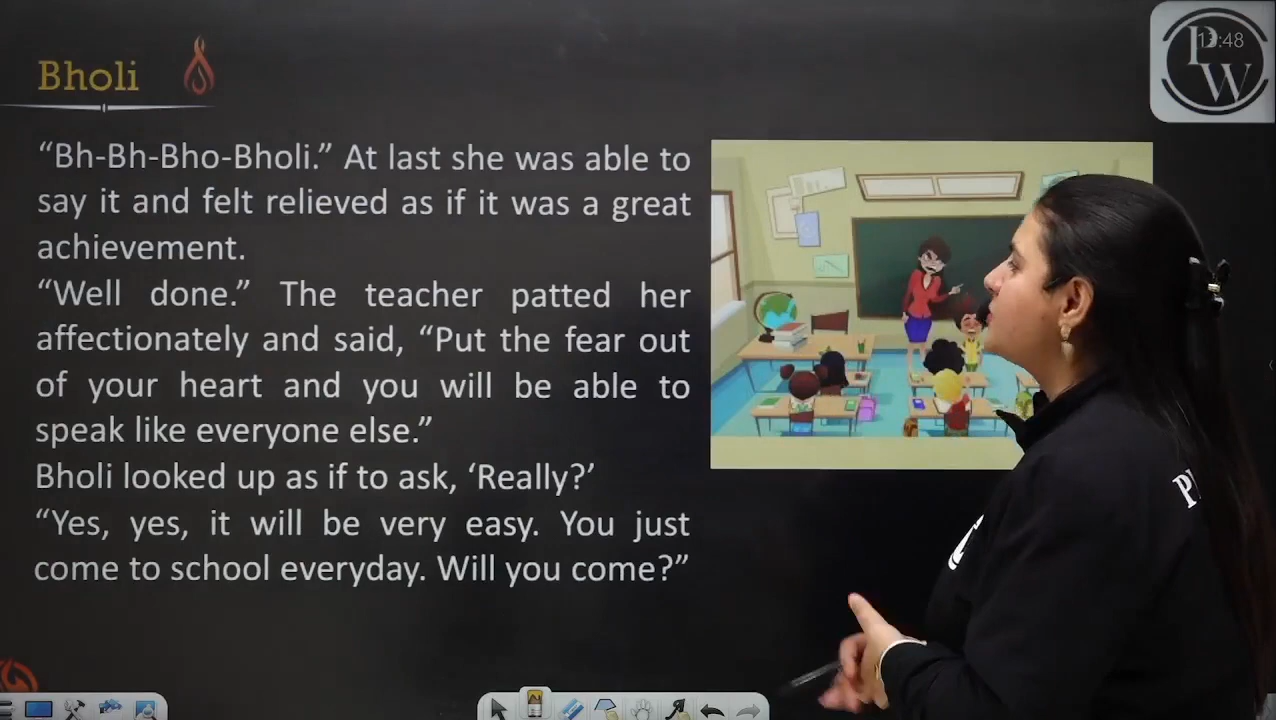 Bholi
13:48
PW
“Bh-Bh-Bho-Bholi.” At last she was able to
say it and felt relieved as if it was a great
achievement.
“Well done.” The teacher patted her
affectionately and said, “Put the fear out
of your heart and you will be able to
speak like everyone else.”
Bholi looked up as if to ask, ‘Really?’
“Yes, yes, it will be very easy. You just
come to school everyday. Will you come?”